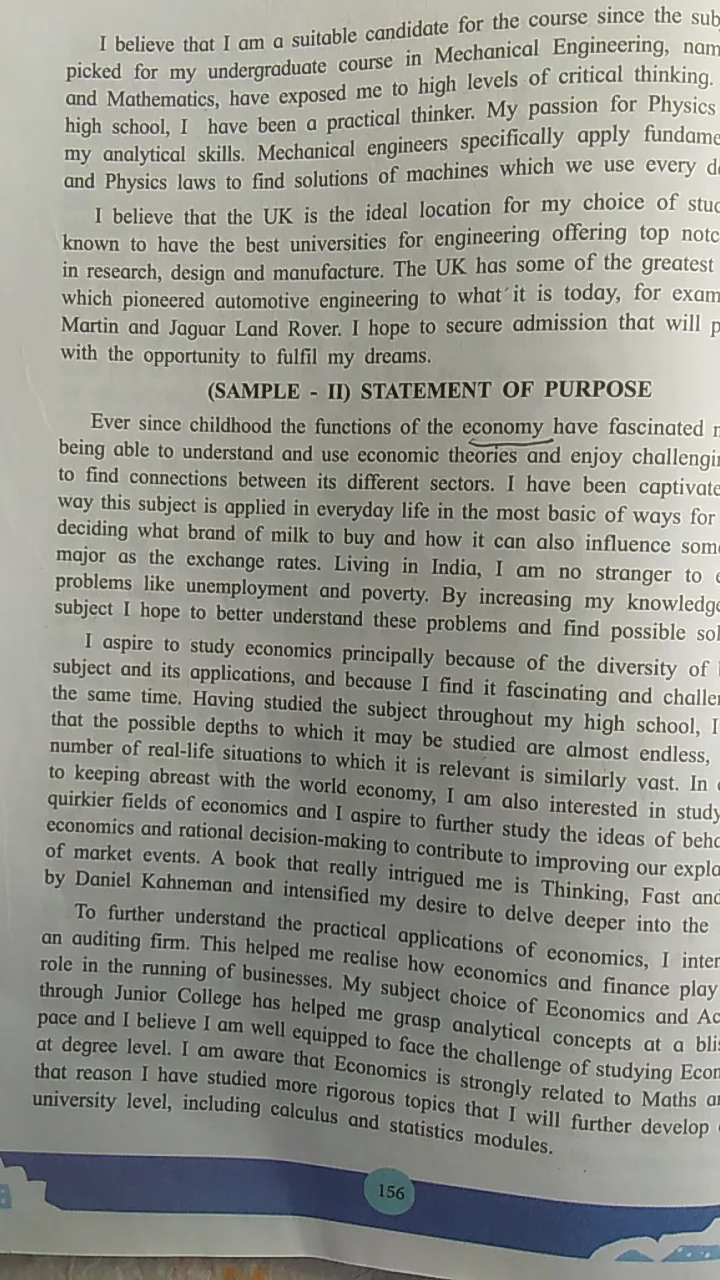 I believe that I am a suitable candidate for the course since the
picked for my undergraduate course in Mechanical Engineering,
and Mathematics, have exposed me to high levels of critical thinking.
high school, I have been a practical thinker. My passion for Physics
my analytical skills. Mechanical engineers specifically apply
and Physics laws to find solutions of machines which we use every
I believe that the UK is the ideal location for my choice of
known to have the best universities for engineering offering top
in research, design and manufacture. The UK has some of the greatest
which pioneered automotive engineering to what it is today, for
Martin and Jaguar Land Rover. I hope to secure admission that will
with the opportunity to fulfil my dreams.
(SAMPLE - II) STATEMENT OF PURPOSE
Ever since childhood the functions of the economy have fascinated
being able to understand and use economic theories and enjoy
to find connections between its different sectors. I have been
way this subject is applied in everyday life in the most basic of ways for
deciding what brand of milk to buy and how it can also influence
major as the exchange rates. Living in India, I am no stranger to
problems like unemployment and poverty. By increasing my knowledge
subject I hope to better understand these problems and find possible
I aspire to study economics principally because of the diversity of
subject and its applications, and because I find it fascinating and
the same time. Having studied the subject throughout my high school, I
that the possible depths to which it may be studied are almost endless,
number of real-life situations to which it is relevant is similarly vast. In
to keeping abreast with the world economy, I am also interested in
quirkier fields of economics and I aspire to further study the ideas of
economics and rational decision-making to contribute to improving our
of market events. A book that really intrigued me is Thinking, Fast and
by Daniel Kahneman and intensified my desire to delve deeper into the
To further understand the practical applications of economics, I
an auditing firm. This helped me realise how economics and finance play
role in the running of businesses. My subject choice of Economics and
through Junior College has helped me grasp analytical concepts at a
pace and I believe I am well equipped to face the challenge of studying
at degree level. I am aware that Economics is strongly related to Maths
that reason I have studied more rigorous topics that I will further develop
university level, including calculus and statistics modules.
156